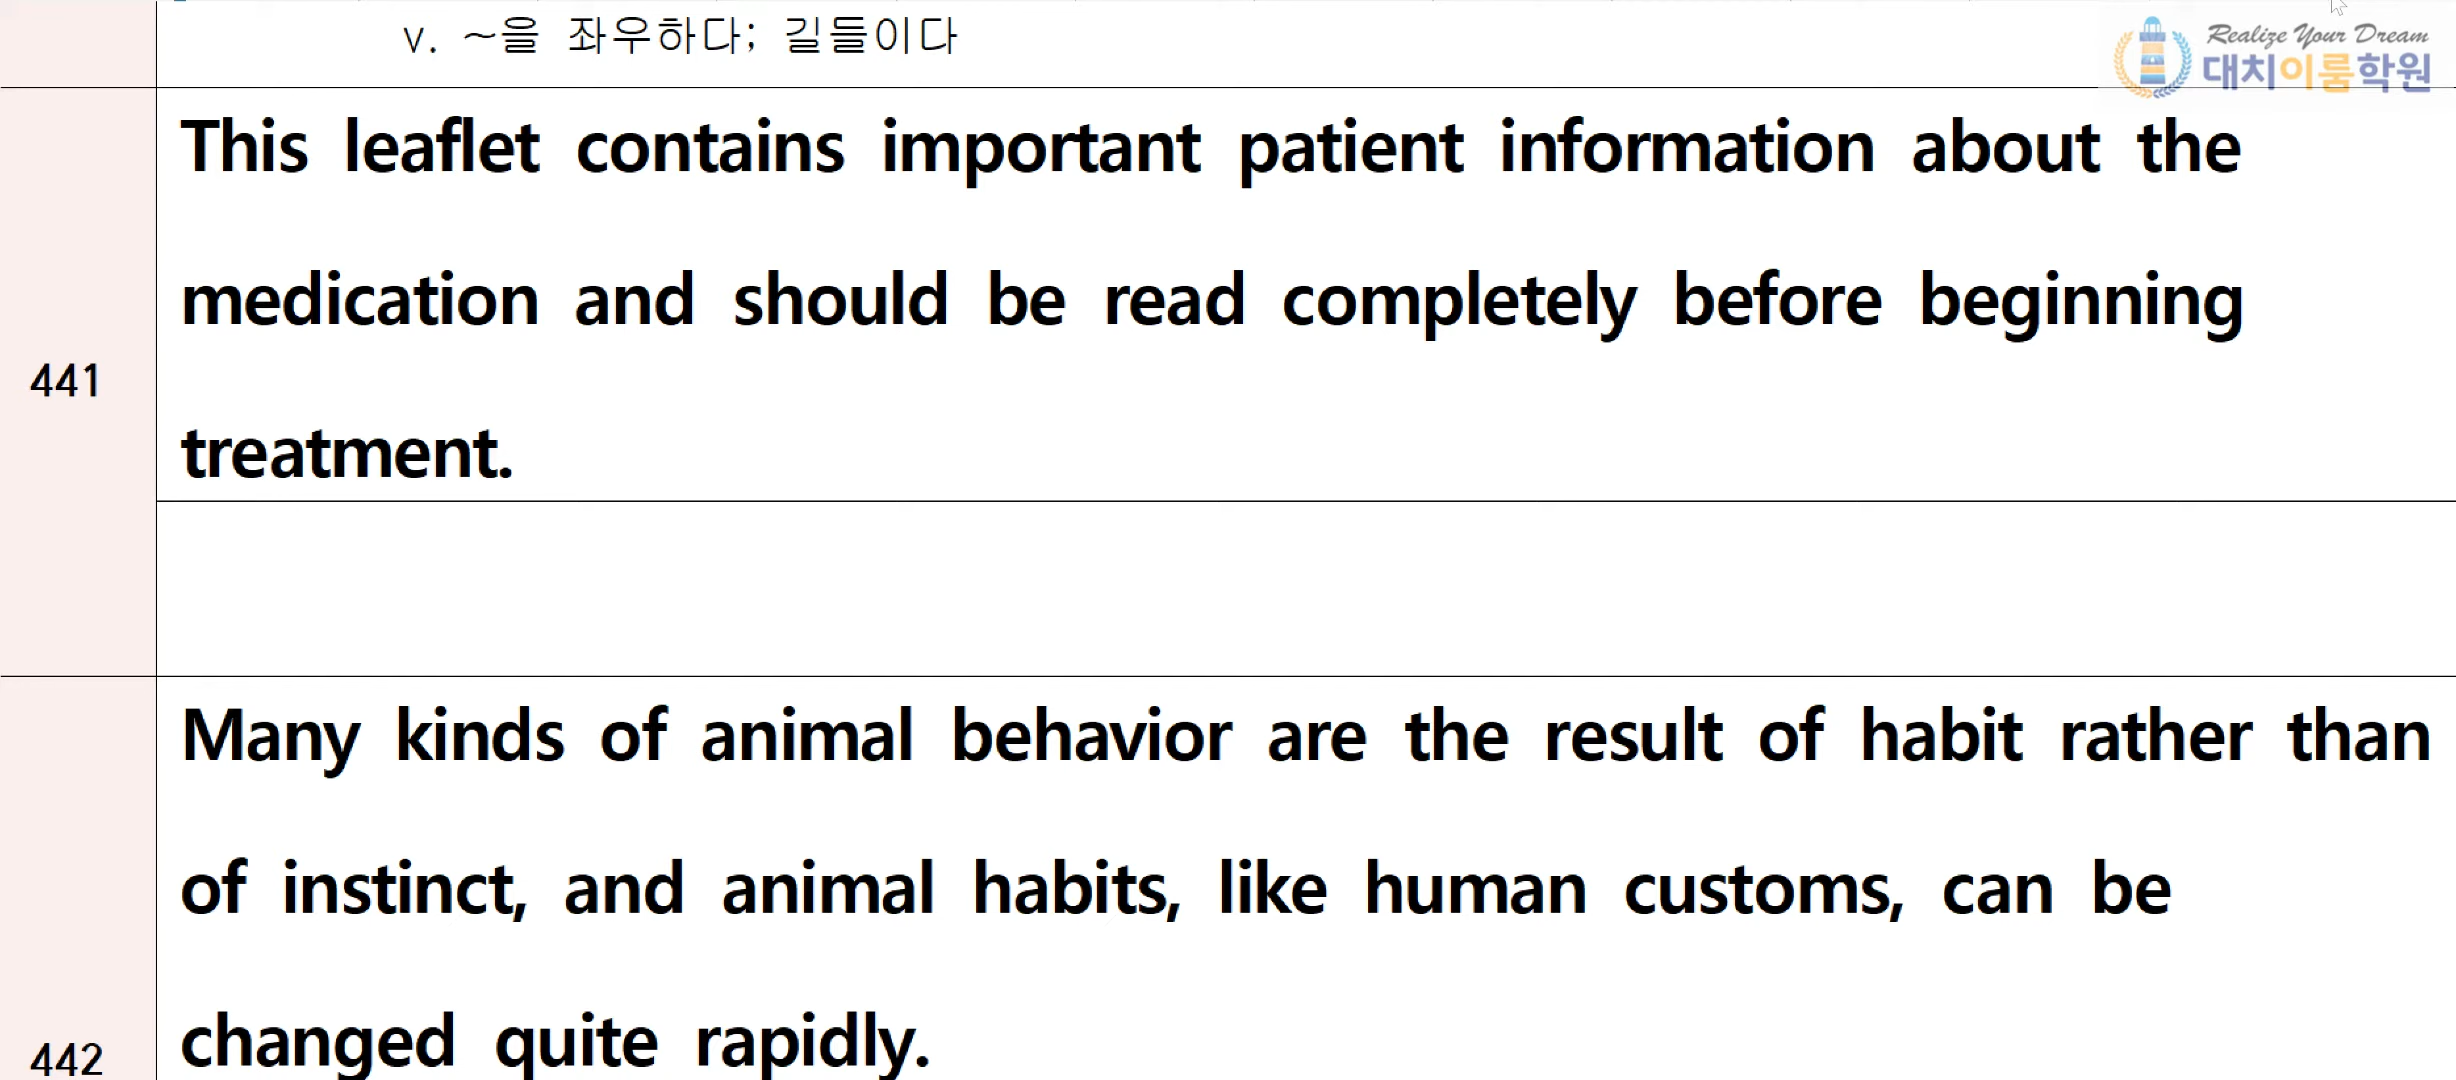 v. ~을 좌우하다; 길들이다
Realize Your Dream
대치이룸학원
This leaflet contains important patient information about the
medication and should be read completely before beginning
441
treatment.
Many kinds of animal behavior are the result of habit rather than
of instinct, and animal habits, like human customs, can be
changed quite rapidly.
442